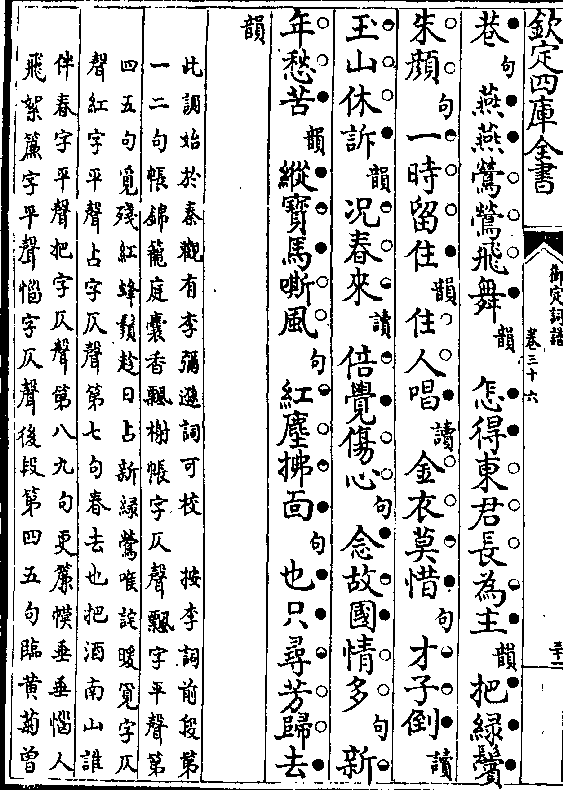 欽定四庫全書
御定詞譜
卷三十六
巷句燕燕鶯鶯飛舞韻怎得東君長為主韻把綠鬢
朱顏句一時留住韻住人唱讀金衣莫惜句才子倒讀
玉山休訴韻况春來讀倍覺傷心句念故國情多句新
年愁苦韻縱寶馬嘶風句紅塵拂面句也只尋芳歸去
韻
此調始於秦觀有李彌遜詞可校　按李詞前段第
一二句帳錦籠庭囊香飄榭帳字仄聲飄字平聲第
四五句覓殘紅蜂鬚趁日占新綠鶯喉詫暖覓字仄
聲紅字平聲占字仄聲第七句春去也把酒南山誰
伴春字平聲把字仄聲第八九句更簾幙垂垂惱人
飛絮簾字平聲惱字仄聲後段第四五句臨黃菊曾